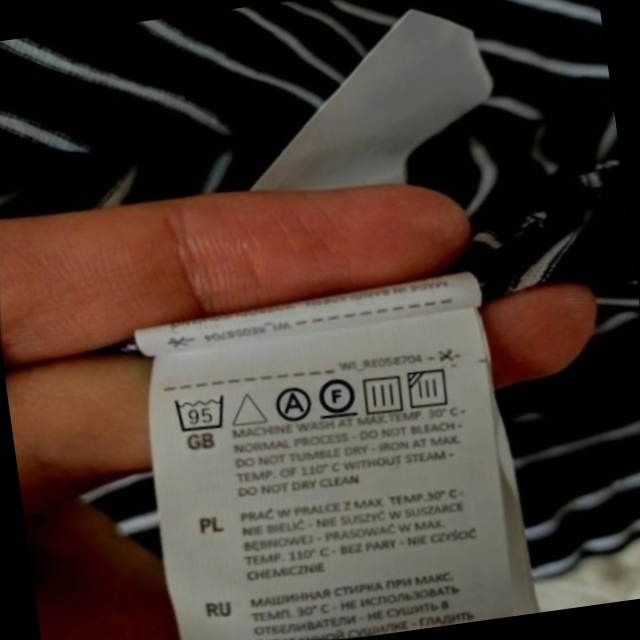 WI_RE058704
WI_RE058704
95 A F
GB MACHINE WASH AT MAX.TEMP. 30° C -
NORMAL PROCESS - DO NOT BLEACH -
DO NOT TUMBLE DRY - IRON AT MAX.
TEMP. OF 110° C WITHOUT STEAM -
DO NOT DRY CLEAN
PL PRAĆ W PRALCE Z MAX. TEMP.30° C -
NIE BIELIĆ - NIE SUSZYĆ W SUSZARCE
BĘBNOWEJ - PRASOWAĆ W MAX.
TEMP. 110° C - BEZ PARY - NIE CZYŚCIĆ
CHEMICZNIE
RU МАШИННАЯ СТИРКА ПРИ МАКС.
ТЕМП. 30° C - НЕ ИСПОЛЬЗОВАТЬ
ОТБЕЛИВАТЕЛИ - НЕ СУШИТЬ В
СУШИЛКЕ - ГЛАДИТЬ